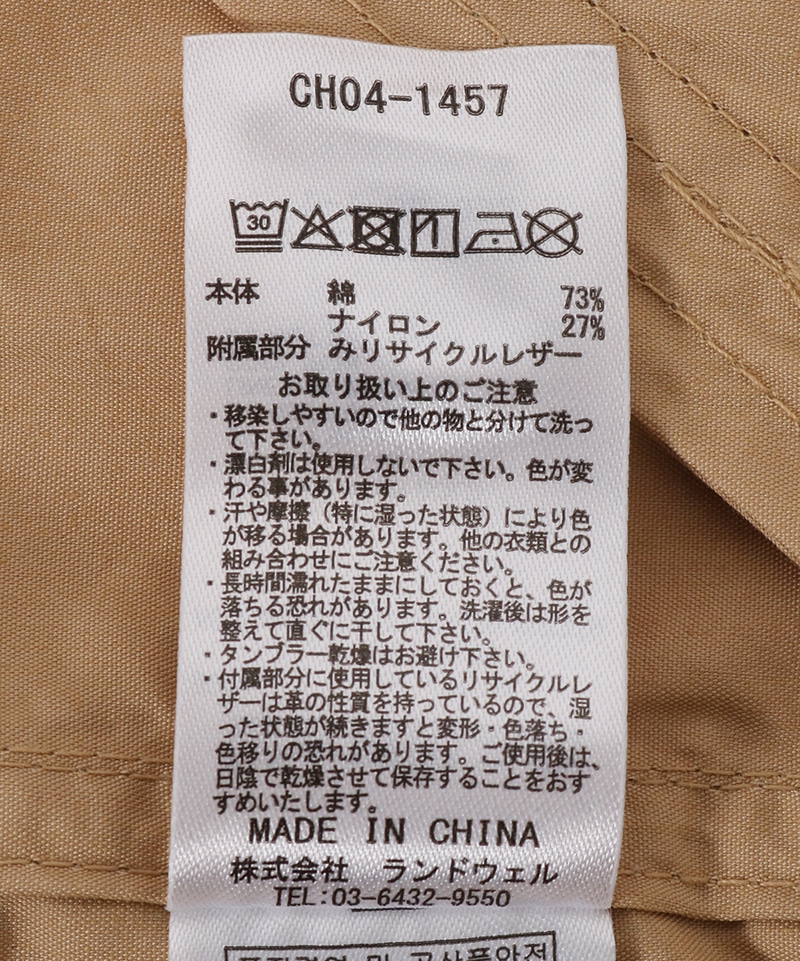 CH04-1457
30
本体 綿 73%
ナイロン 27%
附属部分 みリサイクルレザー
お取り扱い上のご注意
・移染しやすいので他の物と分けて洗っ
て下さい。
・漂白剤は使用しないで下さい。色が変
わる事があります。
・汗や摩擦（特に湿った状態）により色
が移る場合があります。他の衣類との
組み合わせにご注意ください。
・長時間濡れたままにしておくと、色が
落ちる恐れがあります。洗濯後は形を
整えて直ぐに干して下さい。
・タンブラー乾燥はお避け下さい。
・付属部分に使用しているリサイクルレ
ザーは革の性質を持っているので、湿
った状態が続きますと変形・色落ち・
色移りの恐れがあります。ご使用後は、
日陰で乾燥させて保存することをおす
すめいたします。
MADE IN CHINA
株式会社 ランドウェル
TEL:03-6432-9550